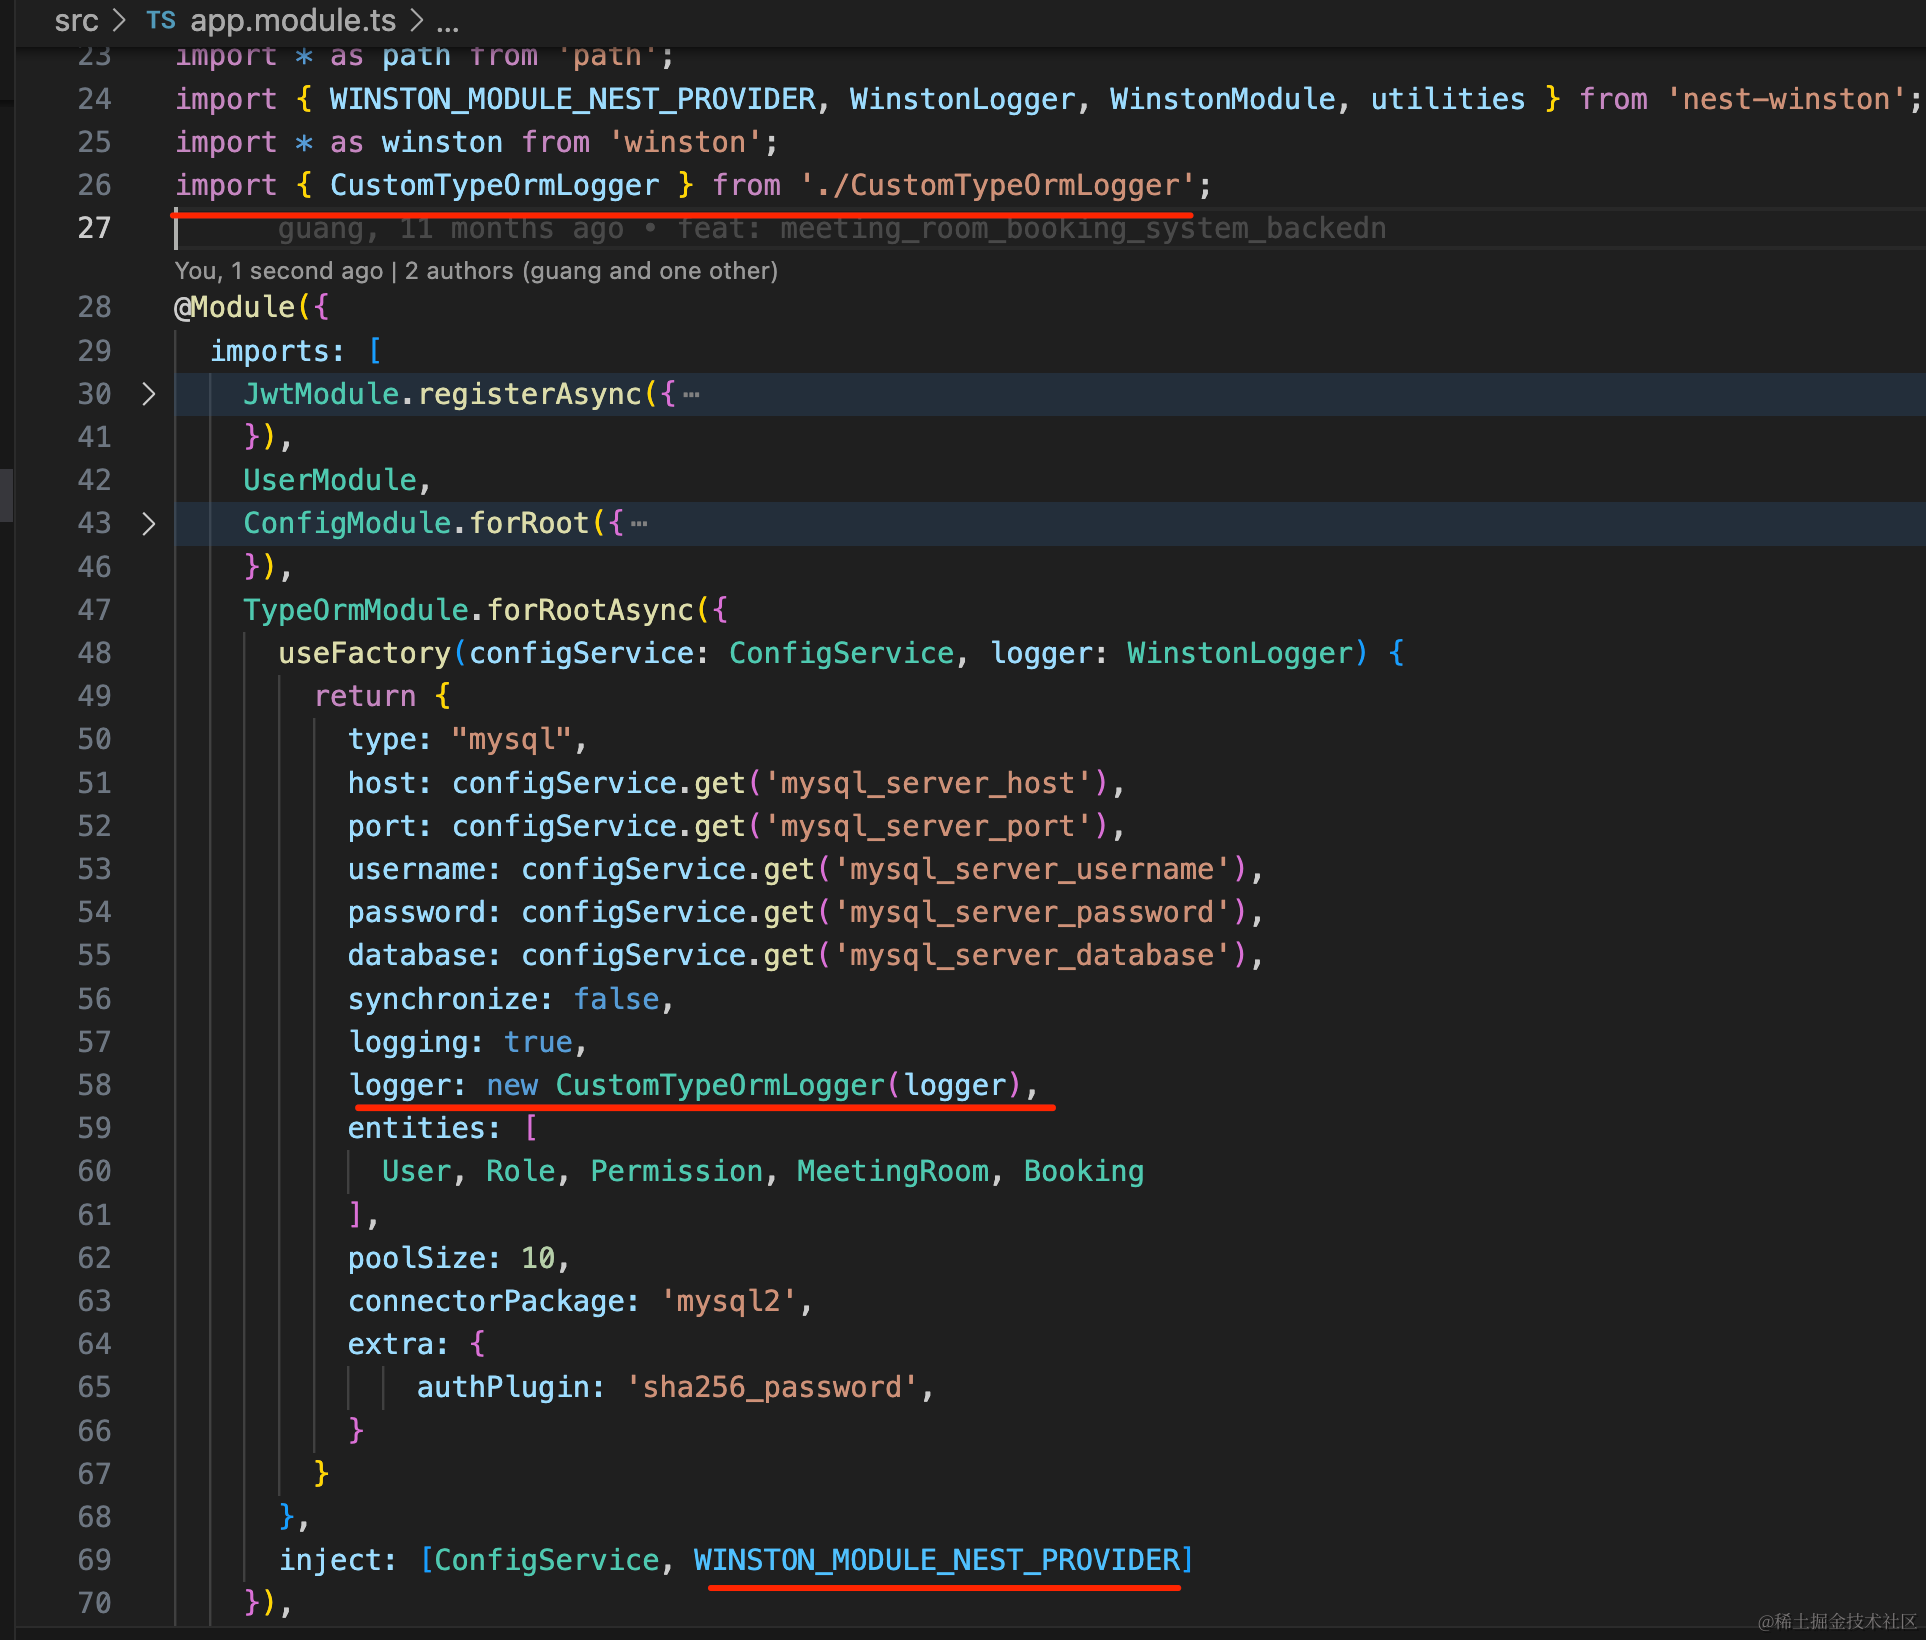 src > TS app.module.ts > ...
23 import * as path from 'path';
24 import { WINSTON_MODULE_NEST_PROVIDER, WinstonLogger, WinstonModule, utilities } from 'nest-winston';
25 import * as winston from 'winston';
26 import { CustomTypeOrmLogger } from './CustomTypeOrmLogger';
27 guang, 11 months ago • feat: meeting_room_booking_system_backedn
You, 1 second ago | 2 authors (guang and one other)
28 @Module({
29 imports: [
30 > JwtModule.registerAsync({ ⋯
41 }),
42 UserModule,
43 > ConfigModule.forRoot({ ⋯
46 }),
47 TypeOrmModule.forRootAsync({
48 useFactory(configService: ConfigService, logger: WinstonLogger) {
49 return {
50 type: "mysql",
51 host: configService.get('mysql_server_host'),
52 port: configService.get('mysql_server_port'),
53 username: configService.get('mysql_server_username'),
54 password: configService.get('mysql_server_password'),
55 database: configService.get('mysql_server_database'),
56 synchronize: false,
57 logging: true,
58 logger: new CustomTypeOrmLogger(logger),
59 entities: [
60 User, Role, Permission, MeetingRoom, Booking
61 ],
62 poolSize: 10,
63 connectorPackage: 'mysql2',
64 extra: {
65 authPlugin: 'sha256_password',
66 }
67 }
68 },
69 inject: [ConfigService, WINSTON_MODULE_NEST_PROVIDER]
70 }),
@稀土掘金技术社区